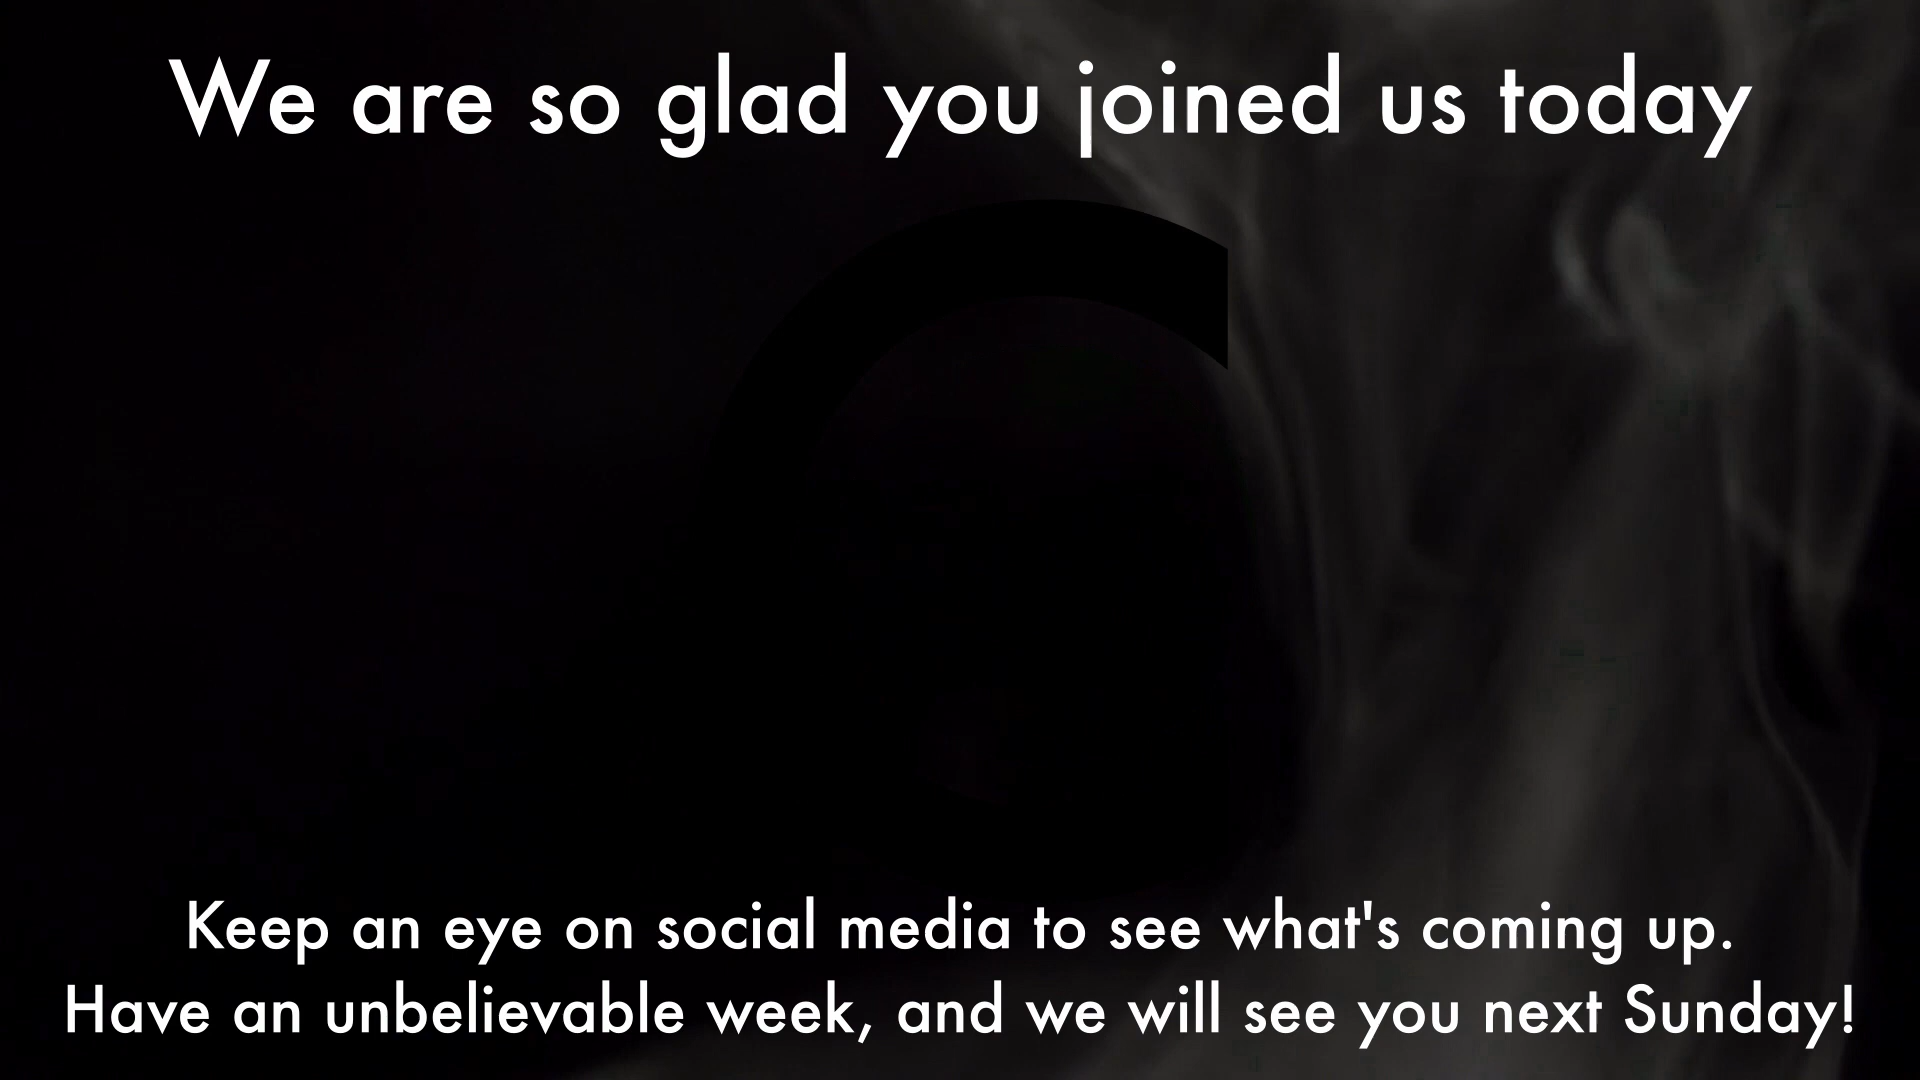 We are so glad you joined us today
Keep an eye on social media to see what's coming up.
Have an unbelievable week, and we will see you next Sunday!